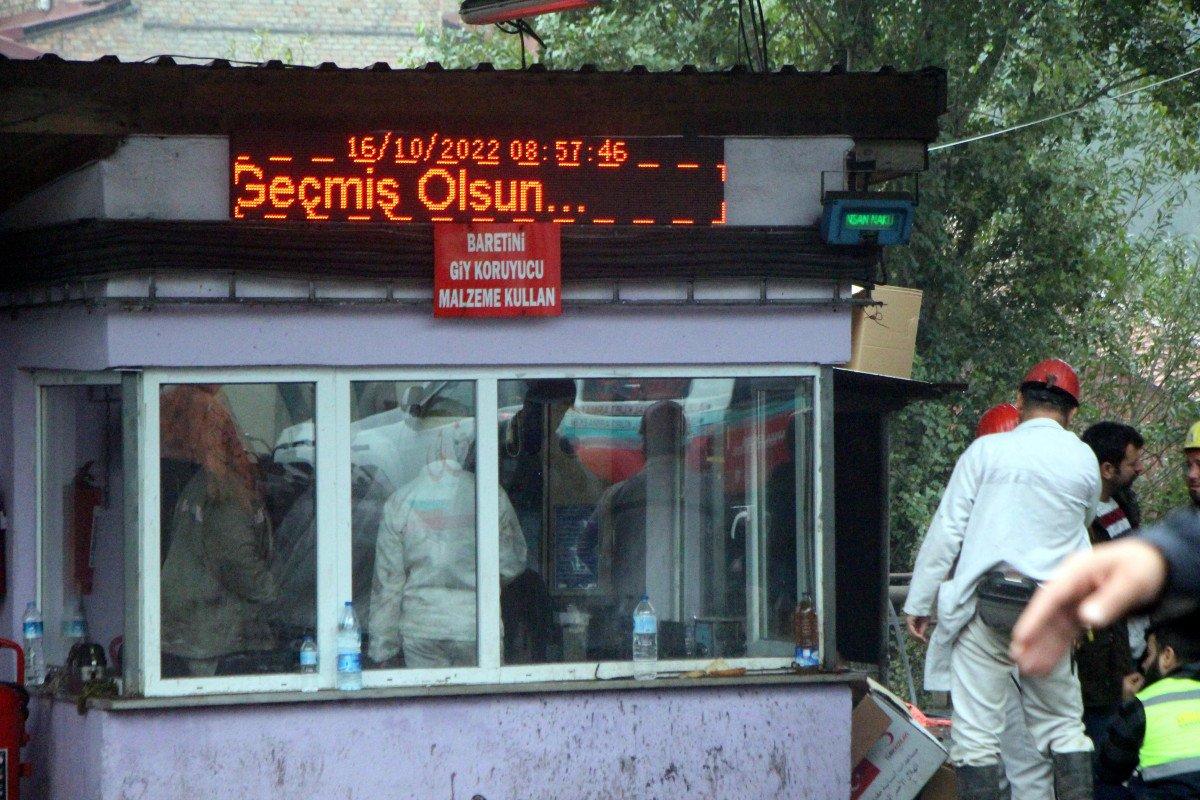 16/10/2022 08:57:46
Geçmiş Olsun...
BARETİNİ
GİY KORUYUCU
MALZEME KULLAN